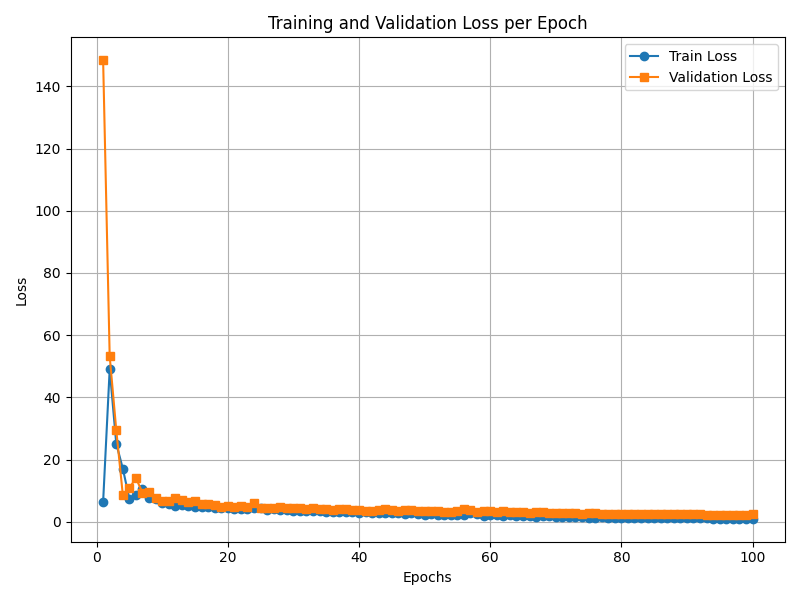 Training and Validation Loss per Epoch
Train Loss
Validation Loss
Loss
140
120
100
80
60
40
20
0
0 20 40 60 80 100
Epochs